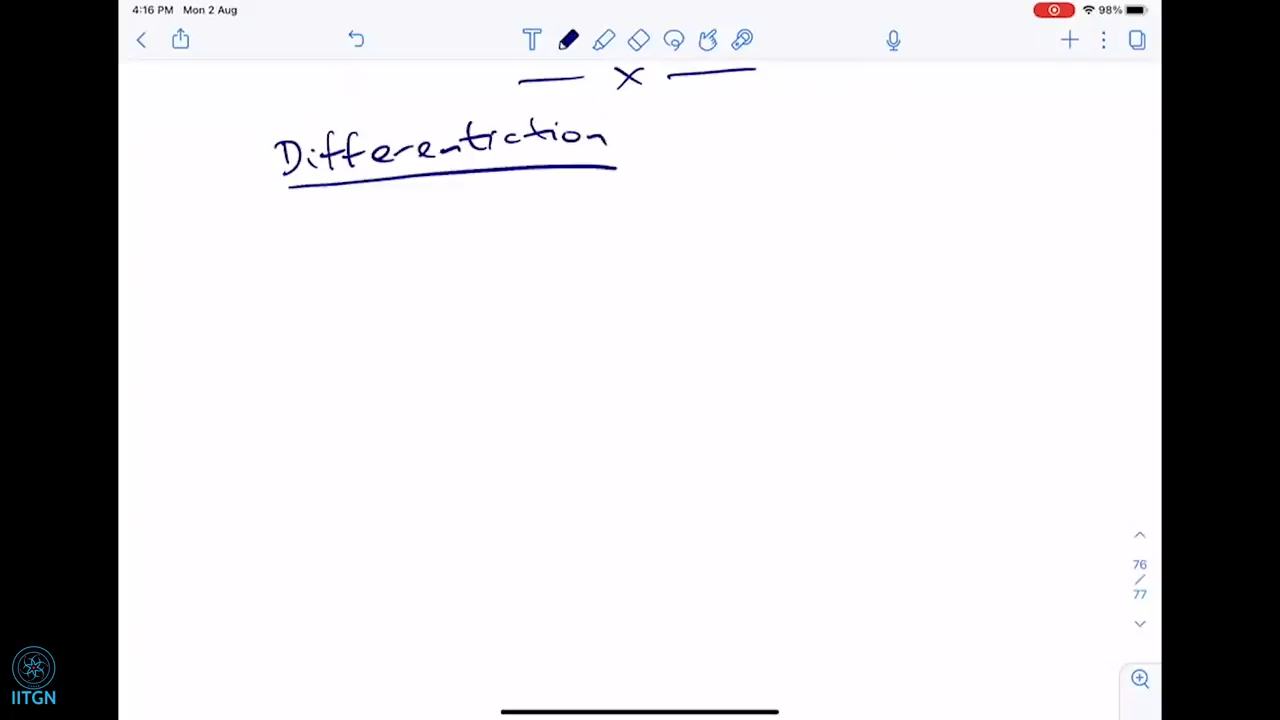 4:16 PM Mon 2 Aug
98%
— x —
Differentiation
76
/
77
IITGN